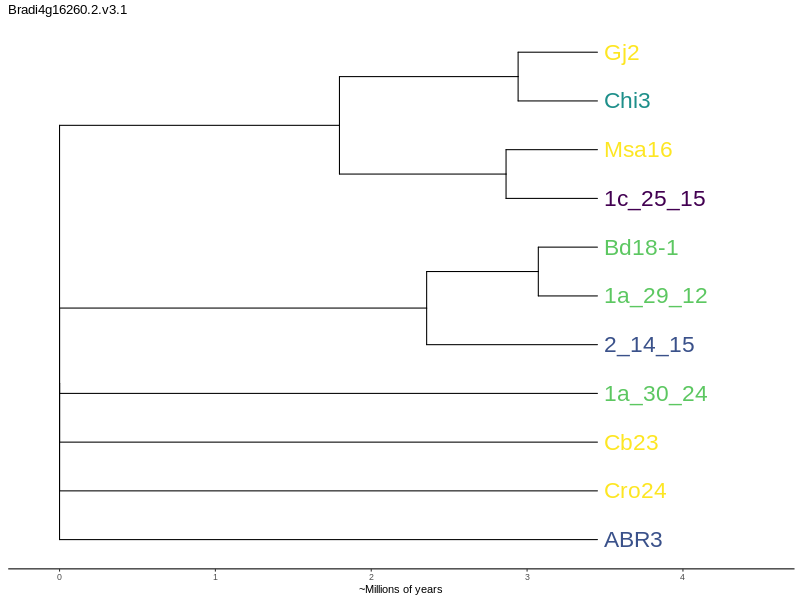 Bradi4g16260.2.v3.1
Gj2
Chi3
Msa16
1c_25_15
Bd18-1
1a_29_12
2_14_15
1a_30_24
Cb23
Cro24
ABR3
0 1 2 3 4
~Millions of years